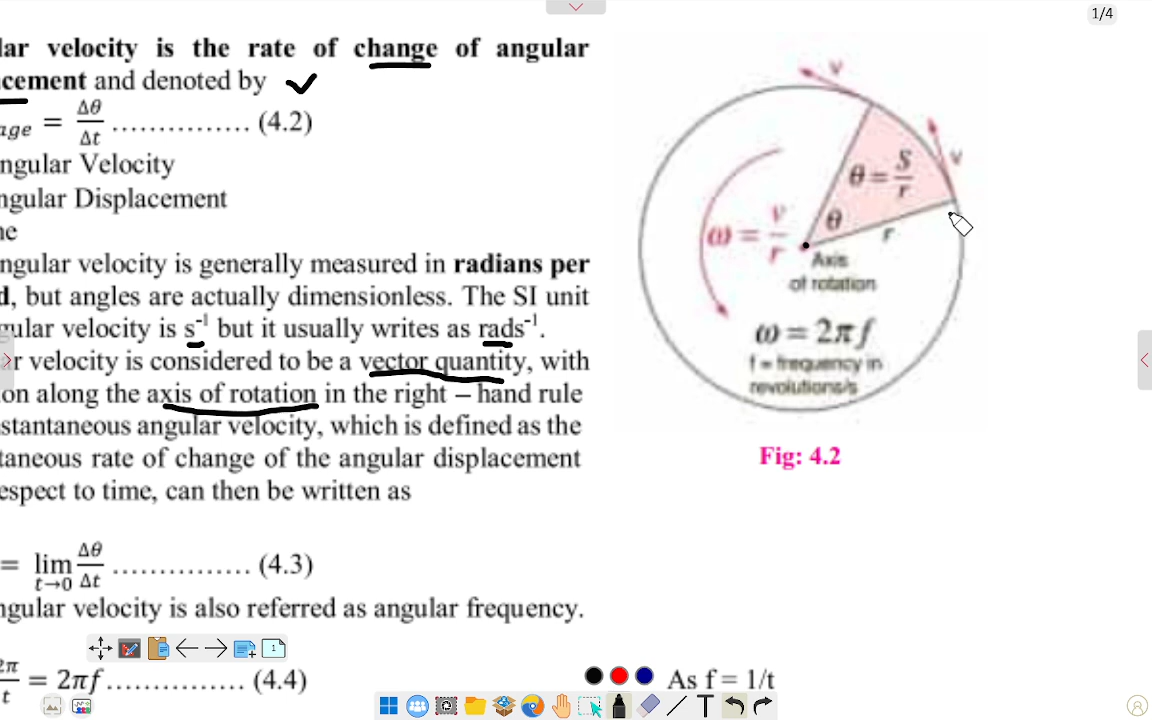 1/4
lar velocity is the rate of change of angular
cement and denoted by ✓
age = Δθ/Δt ............... (4.2)
ngular Velocity
ngular Displacement
ne
ngular velocity is generally measured in radians per
d, but angles are actually dimensionless. The SI unit
gular velocity is s⁻¹ but it usually writes as rads⁻¹.
ar velocity is considered to be a vector quantity, with
on along the axis of rotation in the right – hand rule
stantaneous angular velocity, which is defined as the
taneous rate of change of the angular displacement
espect to time, can then be written as
= lim t→0 Δθ/Δt ............... (4.3)
ngular velocity is also referred as angular frequency.
2π/t = 2πf ............... (4.4)
As f = 1/t
v
v
θ = S/r
θ
r
ω = v/r
Axis
of rotation
ω = 2πf
f = frequency in
revolutions/s
Fig: 4.2
1
T